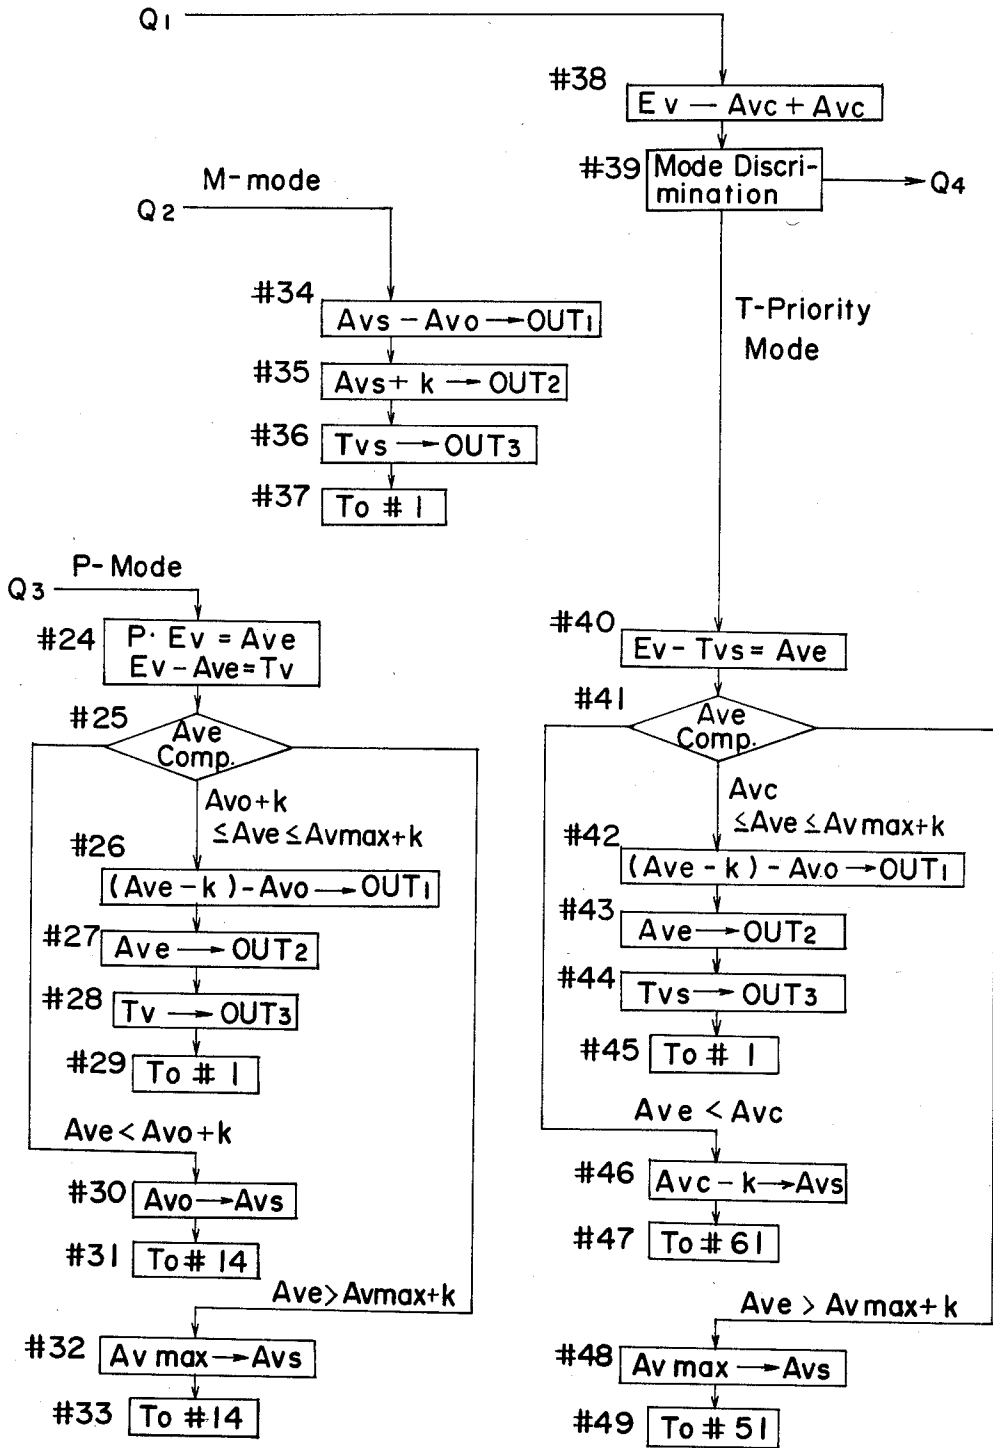 Q1
#38
Ev — Avc + Avc
#39
Mode Discri-
mination
Q4
M-mode
Q2
#34
Avs – Avo → OUT1
#35
Avs + k → OUT2
#36
Tvs → OUT3
#37
To # 1
T-Priority
Mode
P-Mode
Q3
#24
P· Ev = Ave
Ev – Ave = Tv
#25
Ave
Comp.
Avo+k
≤Ave ≤Avmax+k
#26
(Ave – k) – Avo → OUT1
#27
Ave → OUT2
#28
Tv → OUT3
#29
To # 1
Ave < Avo+k
#30
Avo → Avs
#31
To # 14
Ave > Avmax+k
#32
Av max → Avs
#33
To #14
#40
Ev – Tvs = Ave
#41
Ave
Comp.
Avc
≤Ave ≤Avmax+k
#42
(Ave – k) – Avo → OUT1
#43
Ave → OUT2
#44
Tvs → OUT3
#45
To # 1
Ave < Avc
#46
Avc – k → Avs
#47
To # 61
Ave > Avmax + k
#48
Av max → Avs
#49
To # 51